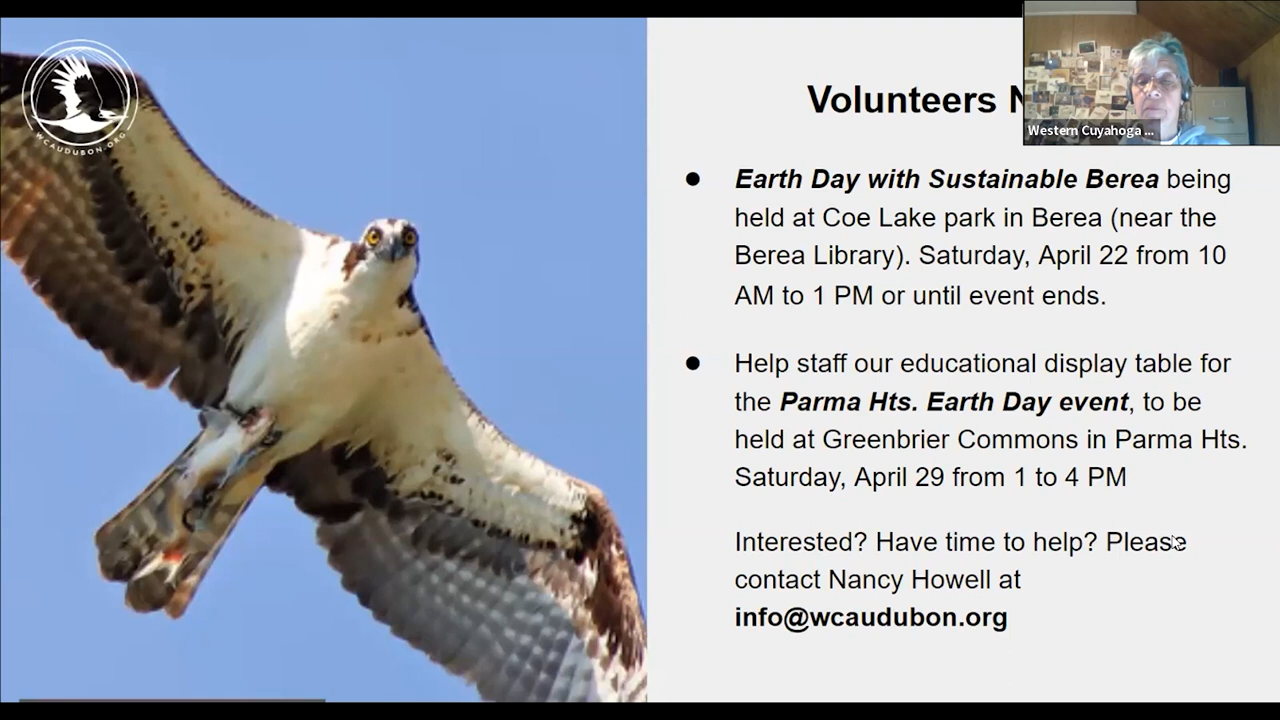 WCAUDUBON.ORG
Volunteers
Western Cuyahoga ...
● Earth Day with Sustainable Berea being
held at Coe Lake park in Berea (near the
Berea Library). Saturday, April 22 from 10
AM to 1 PM or until event ends.
● Help staff our educational display table for
the Parma Hts. Earth Day event, to be
held at Greenbrier Commons in Parma Hts.
Saturday, April 29 from 1 to 4 PM
Interested? Have time to help? Please
contact Nancy Howell at
info@wcaudubon.org